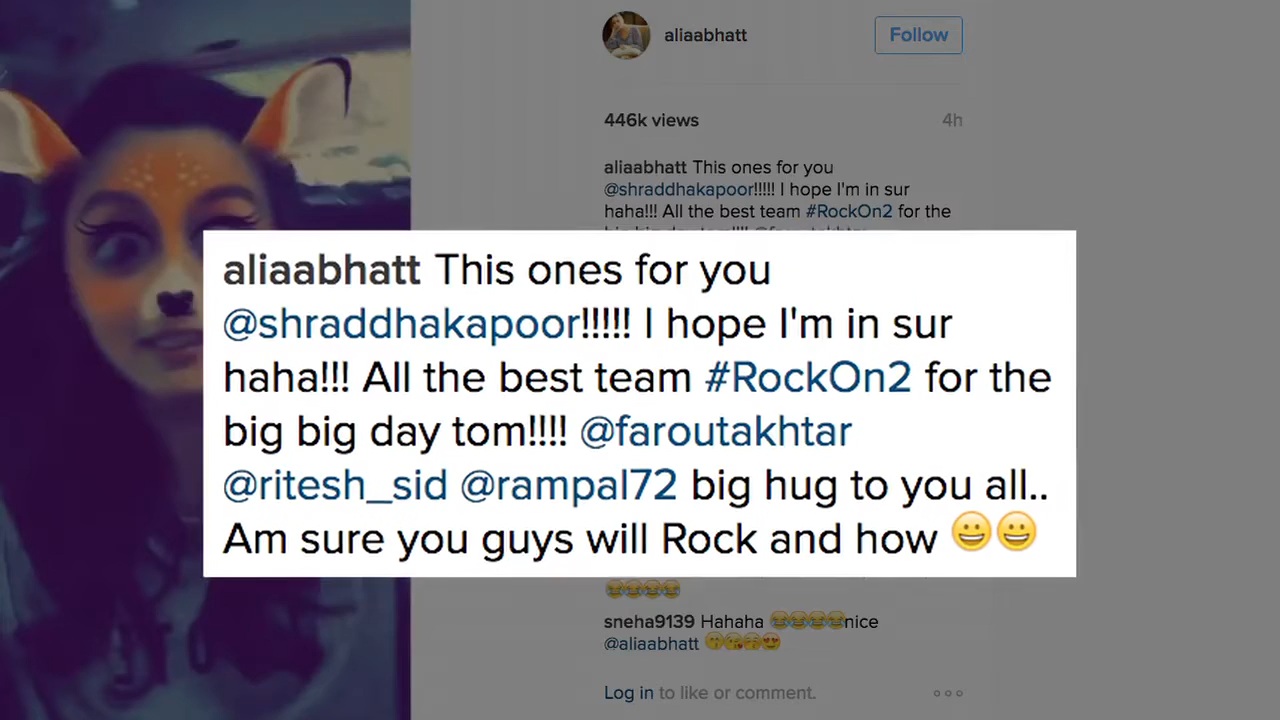 aliaabhatt
Follow
446k views
4h
aliaabhatt This ones for you
@shraddhakapoor!!!!! I hope I'm in sur
haha!!! All the best team #RockOn2 for the
aliaabhatt This ones for you
@shraddhakapoor!!!!! I hope I'm in sur
haha!!! All the best team #RockOn2 for the
big big day tom!!!! @faroutakhtar
@ritesh_sid @rampal72 big hug to you all..
Am sure you guys will Rock and how 😀😀
😂😂😂😂
sneha9139 Hahaha 😂😂😂😂nice
@aliaabhatt 😙😘😚😍
Log in to like or comment.